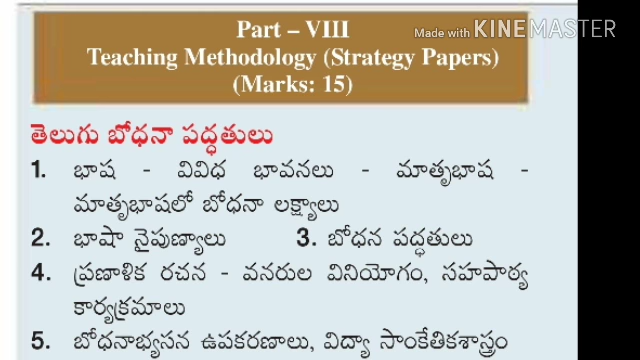 Part – VIII
Made with KINEMASTER
Teaching Methodology (Strategy Papers)
(Marks: 15)
తెలుగు బోధనా పద్ధతులు
1. భాష - వివిధ భావనలు - మాతృభాష -
మాతృభాషలో బోధనా లక్ష్యాలు
2. భాషా నైపుణ్యాలు 3. బోధన పద్ధతులు
4. ప్రణాళిక రచన - వనరుల వినియోగం, సహపాఠ్య
కార్యక్రమాలు
5. బోధనాభ్యసన ఉపకరణాలు, విద్యా సాంకేతికశాస్త్రం